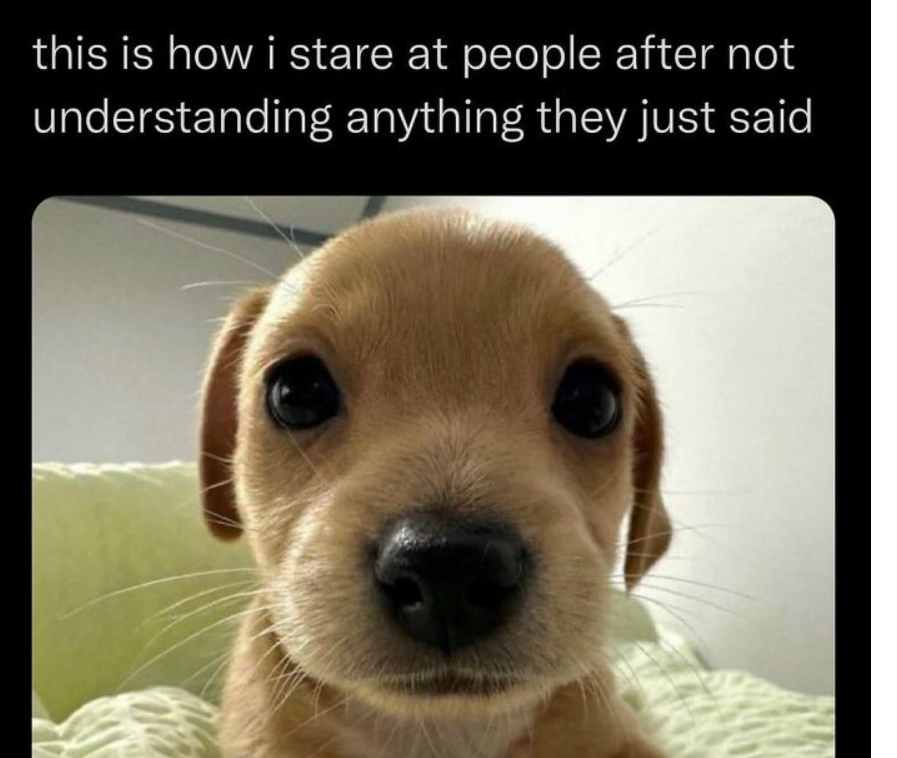 this is how i stare at people after not
understanding anything they just said